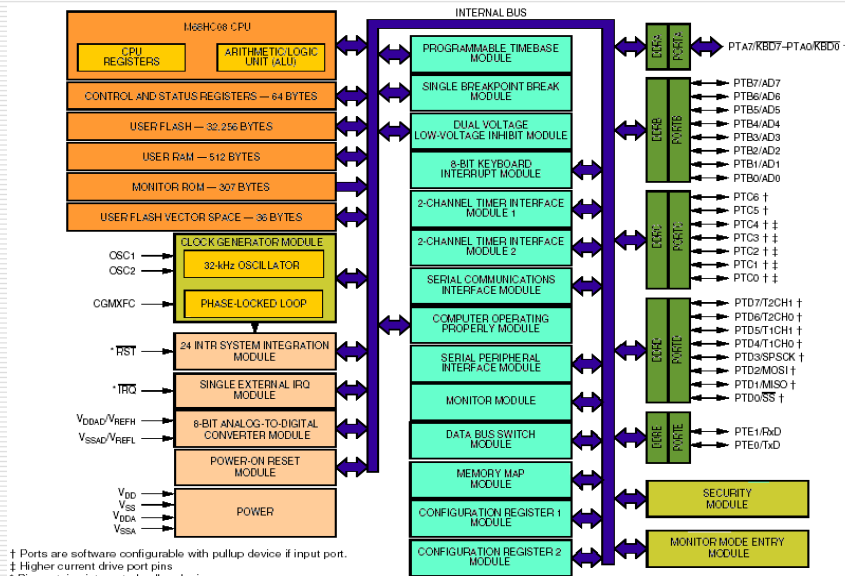 INTERNAL BUS
M68HC08 CPU
CPU
REGISTERS
ARITHMETIC/LOGIC
UNIT (ALU)
CONTROL AND STATUS REGISTERS — 64 BYTES
USER FLASH — 32,256 BYTES
USER RAM — 512 BYTES
MONITOR ROM — 307 BYTES
USER FLASH VECTOR SPACE — 36 BYTES
CLOCK GENERATOR MODULE
32-kHz OSCILLATOR
PHASE-LOCKED LOOP
OSC1
OSC2
CGMXFC
24 INTR SYSTEM INTEGRATION
MODULE
* RST
SINGLE EXTERNAL IRQ
MODULE
* IRQ
8-BIT ANALOG-TO-DIGITAL
CONVERTER MODULE
VDDAD/VREFH
VSSAD/VREFL
POWER-ON RESET
MODULE
POWER
VDD
VSS
VDDA
VSSA
PROGRAMMABLE TIMEBASE
MODULE
SINGLE BREAKPOINT BREAK
MODULE
DUAL VOLTAGE
LOW-VOLTAGE INHIBIT MODULE
8-BIT KEYBOARD
INTERRUPT MODULE
2-CHANNEL TIMER INTERFACE
MODULE 1
2-CHANNEL TIMER INTERFACE
MODULE 2
SERIAL COMMUNICATIONS
INTERFACE MODULE
COMPUTER OPERATING
PROPERLY MODULE
SERIAL PERIPHERAL
INTERFACE MODULE
MONITOR MODULE
DATA BUS SWITCH
MODULE
MEMORY MAP
MODULE
CONFIGURATION REGISTER 1
MODULE
CONFIGURATION REGISTER 2
DDRA
PORTA
PTA7/KBD7–PTA0/KBD0 †
DDRB
PORTB
PTB7/AD7
PTB6/AD6
PTB5/AD5
PTB4/AD4
PTB3/AD3
PTB2/AD2
PTB1/AD1
PTB0/AD0
DDRC
PORTC
PTC6 †
PTC5 †
PTC4 † ‡
PTC3 † ‡
PTC2 † ‡
PTC1 † ‡
PTC0 † ‡
DDRD
PORTD
PTD7/T2CH1 †
PTD6/T2CH0 †
PTD5/T1CH1 †
PTD4/T1CH0 †
PTD3/SPSCK †
PTD2/MOSI †
PTD1/MISO †
PTD0/SS †
DDRE
PORTE
PTE1/RxD
PTE0/TxD
SECURITY
MODULE
MONITOR MODE ENTRY
MODULE
† Ports are software configurable with pullup device if input port.
‡ Higher current drive port pins